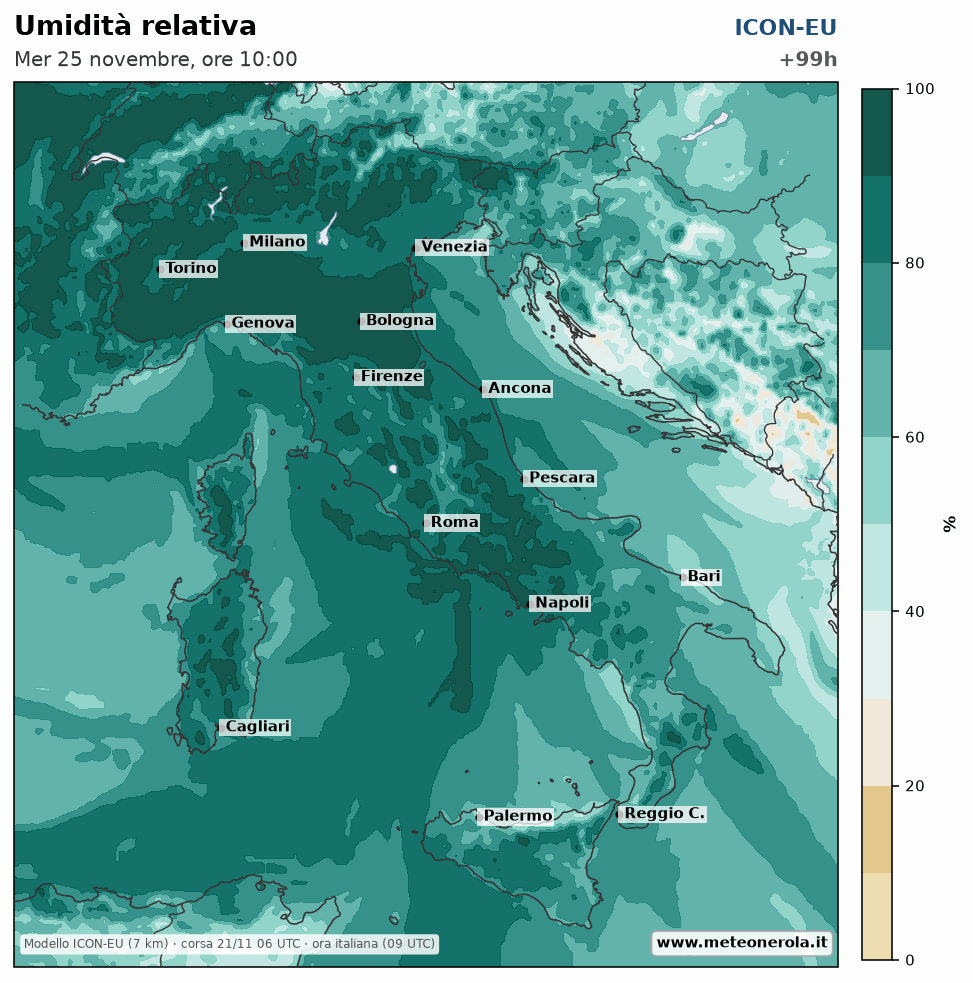 Umidità relativa
ICON-EU
Mer 25 novembre, ore 10:00
+99h
100
80
60
40
20
0
%
Milano
Venezia
Torino
Genova
Bologna
Firenze
Ancona
Pescara
Roma
Bari
Napoli
Cagliari
Palermo
Reggio C.
Modello ICON-EU (7 km) · corsa 21/11 06 UTC · ora italiana (09 UTC)
www.meteonerola.it